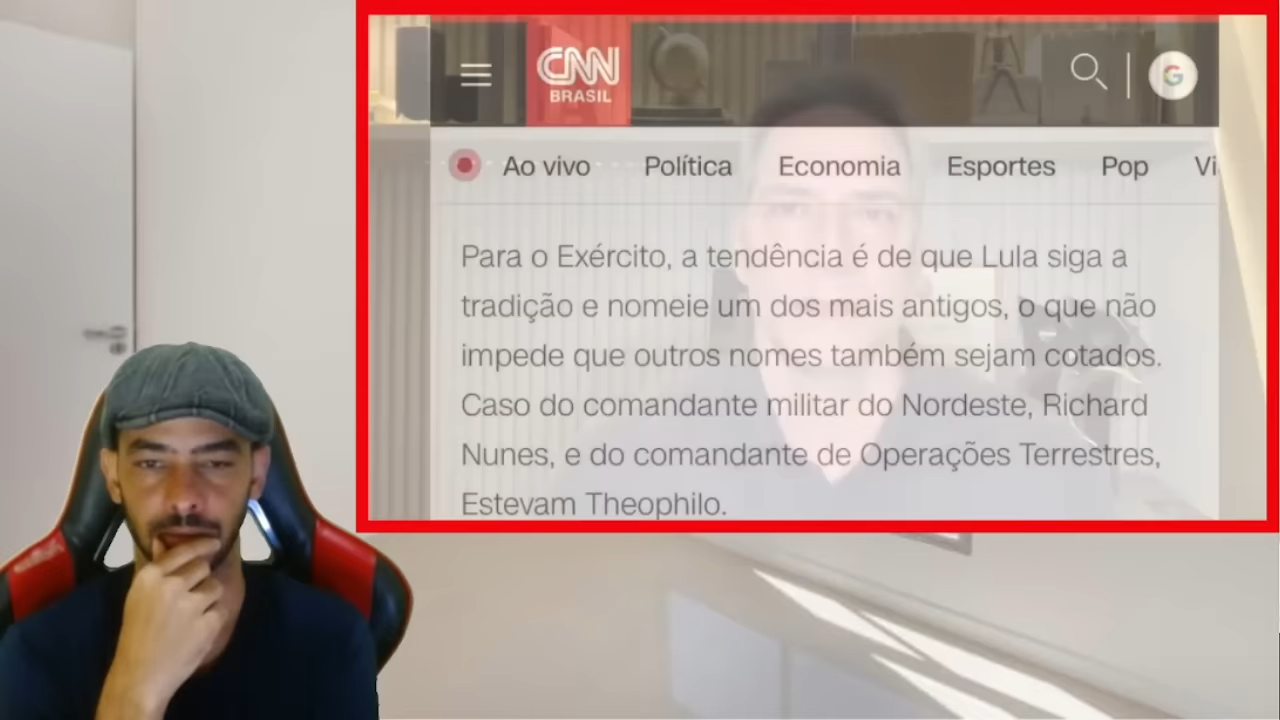 CNN
BRASIL
G
Ao vivo Política Economia Esportes Pop Vi
Para o Exército, a tendência é de que Lula siga a
tradição e nomeie um dos mais antigos, o que não
impede que outros nomes também sejam cotados.
Caso do comandante militar do Nordeste, Richard
Nunes, e do comandante de Operações Terrestres,
Estevam Theophilo.